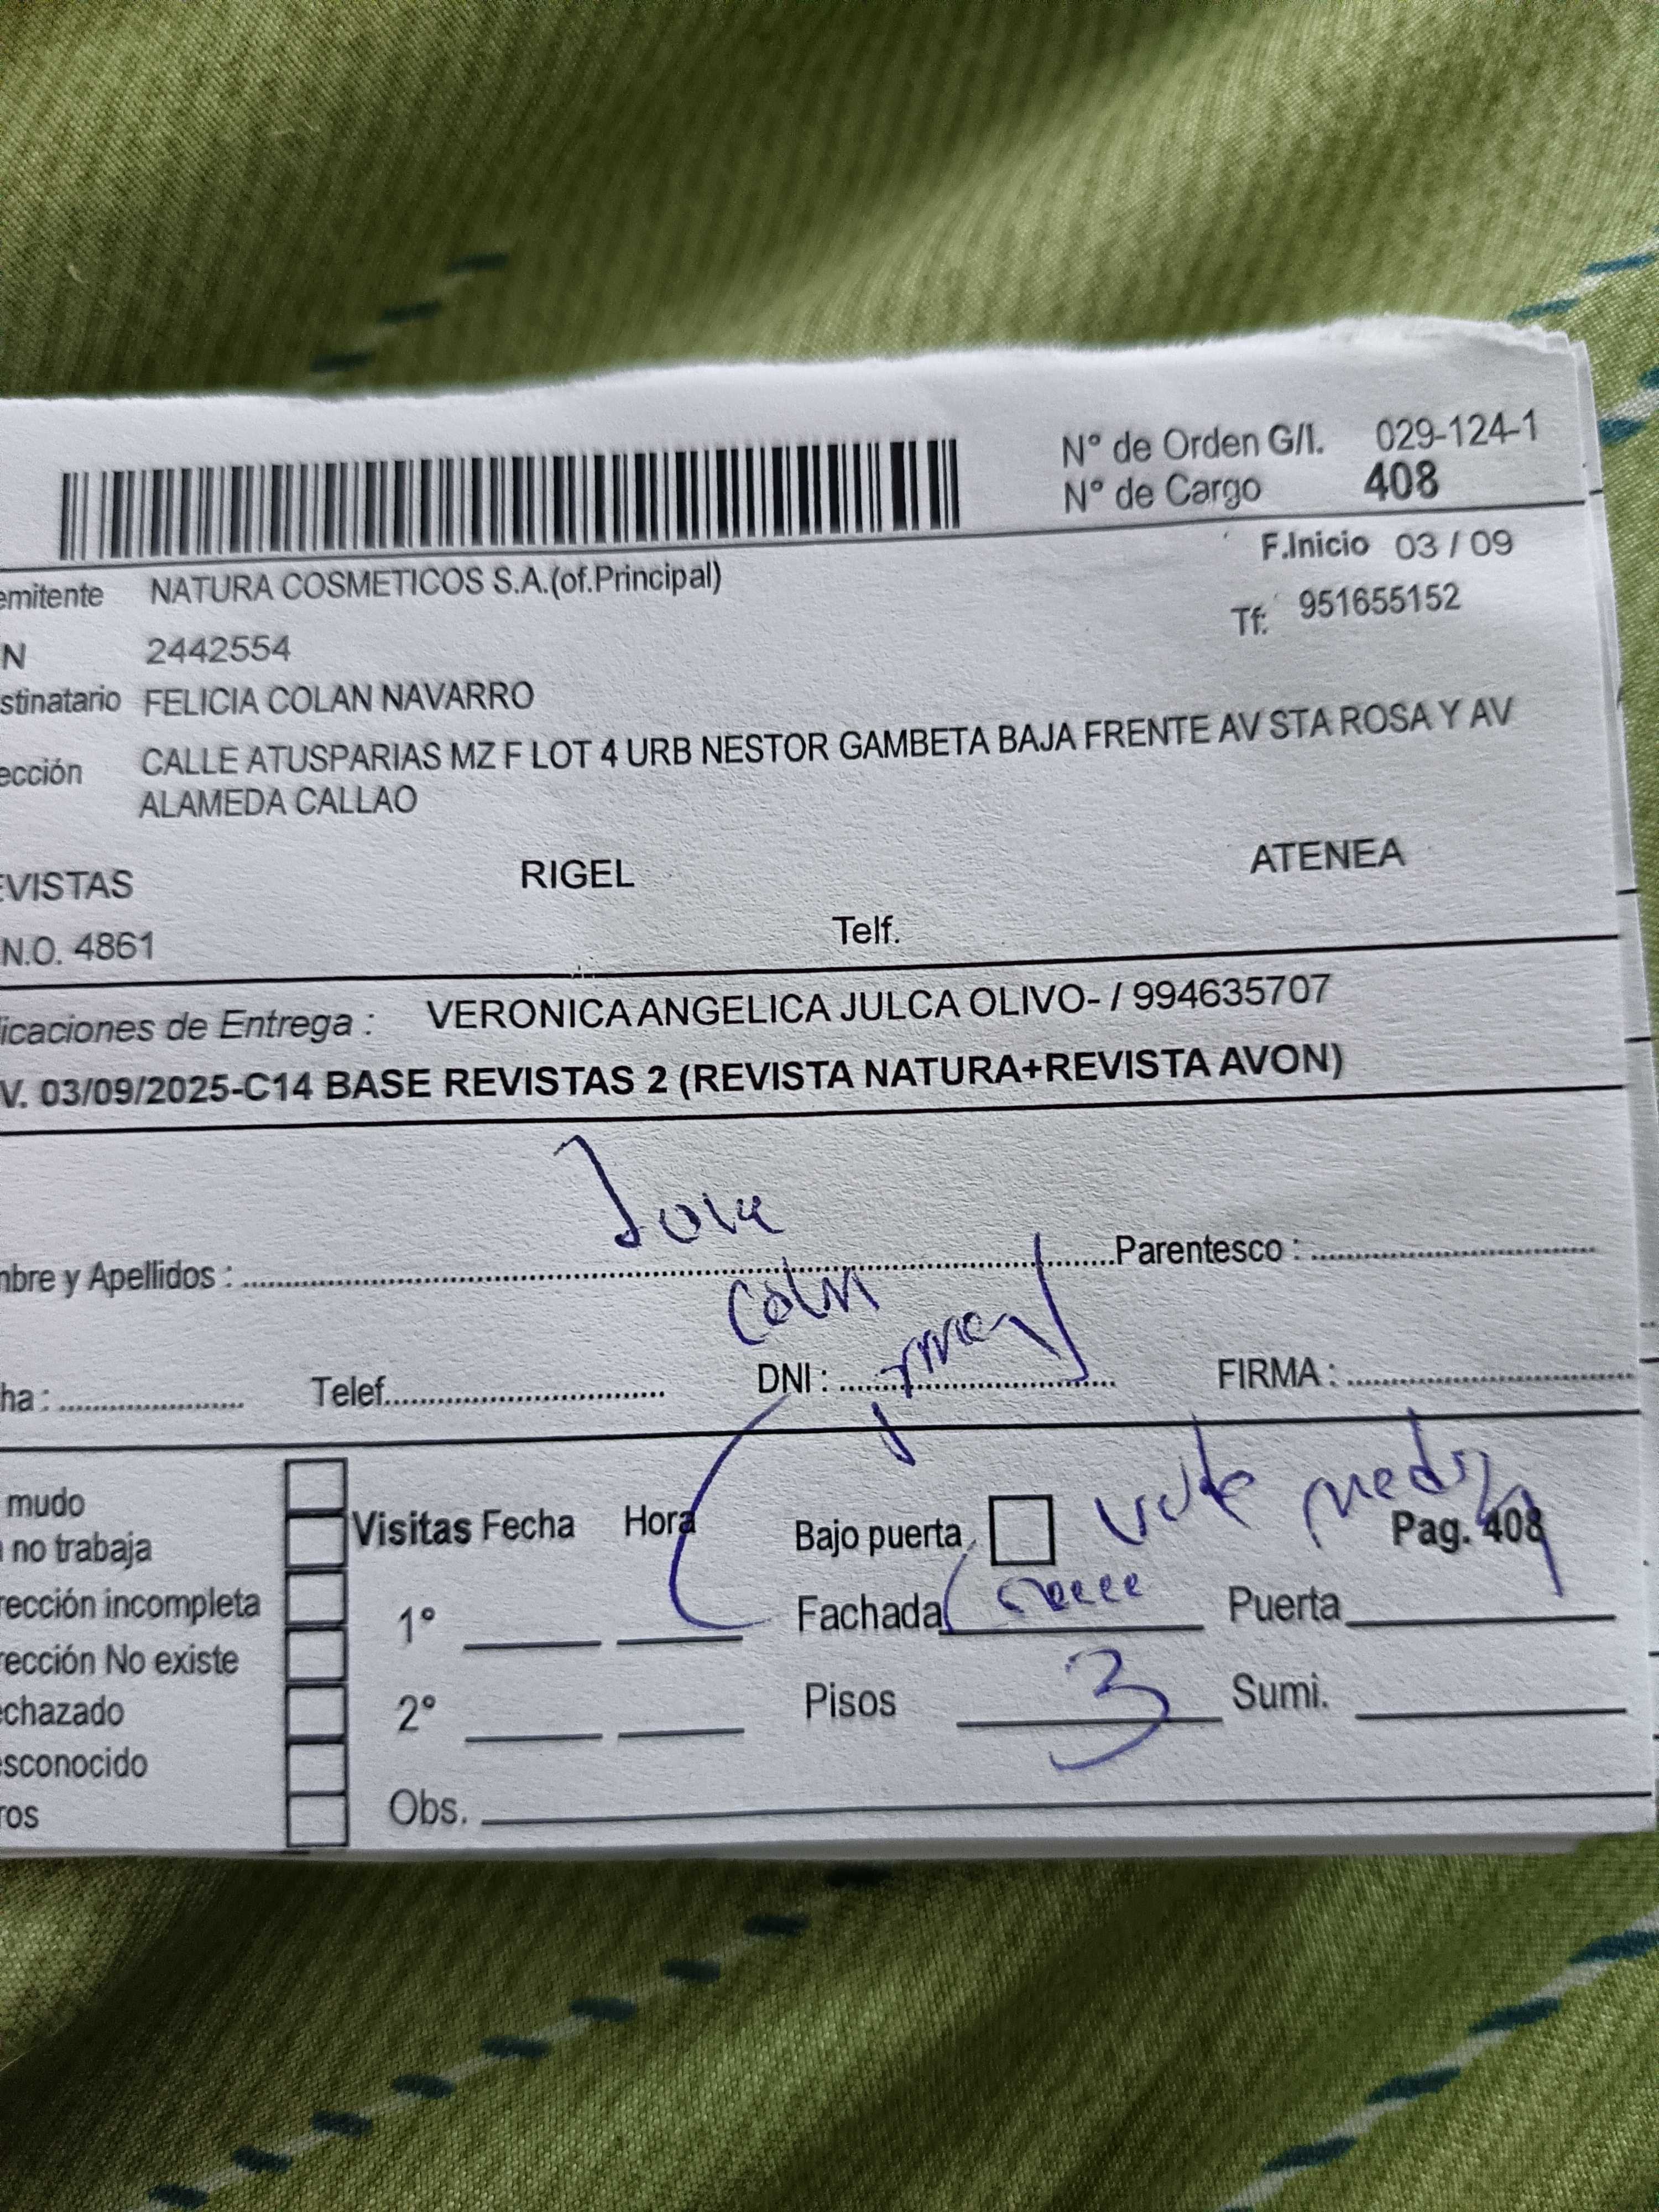 N° de Orden G/I. 029-124-1
N° de Cargo 408
F.Inicio 03 / 09
emitente NATURA COSMETICOS S.A.(of.Principal)
Tf: 951655152
N 2442554
stinatario FELICIA COLAN NAVARRO
ección CALLE ATUSPARIAS MZ F LOT 4 URB NESTOR GAMBETA BAJA FRENTE AV STA ROSA Y AV
ALAMEDA CALLAO
EVISTAS RIGEL ATENEA
N.O. 4861 Telf.
licaciones de Entrega : VERONICA ANGELICA JULCA OLIVO- / 994635707
V. 03/09/2025-C14 BASE REVISTAS 2 (REVISTA NATURA+REVISTA AVON)
mbre y Apellidos : Parentesco :
Colan
ha : Telef. DNI : FIRMA :
mudo
no trabaja Visitas Fecha Hora Bajo puerta Pag. 408
rección incompleta 1° Fachada Puerta
rección No existe
echazado 2° Pisos 3 Sumi.
esconocido
ros Obs.